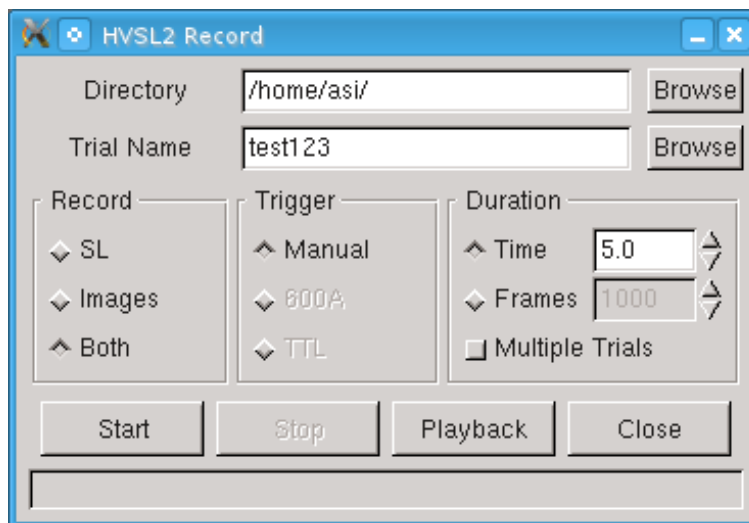 HVSL2 Record
Directory /home/asi/ Browse
Trial Name test123 Browse
Record Trigger Duration
SL Manual Time 5.0
Images 600A Frames 1000
Both TTL Multiple Trials
Start Stop Playback Close